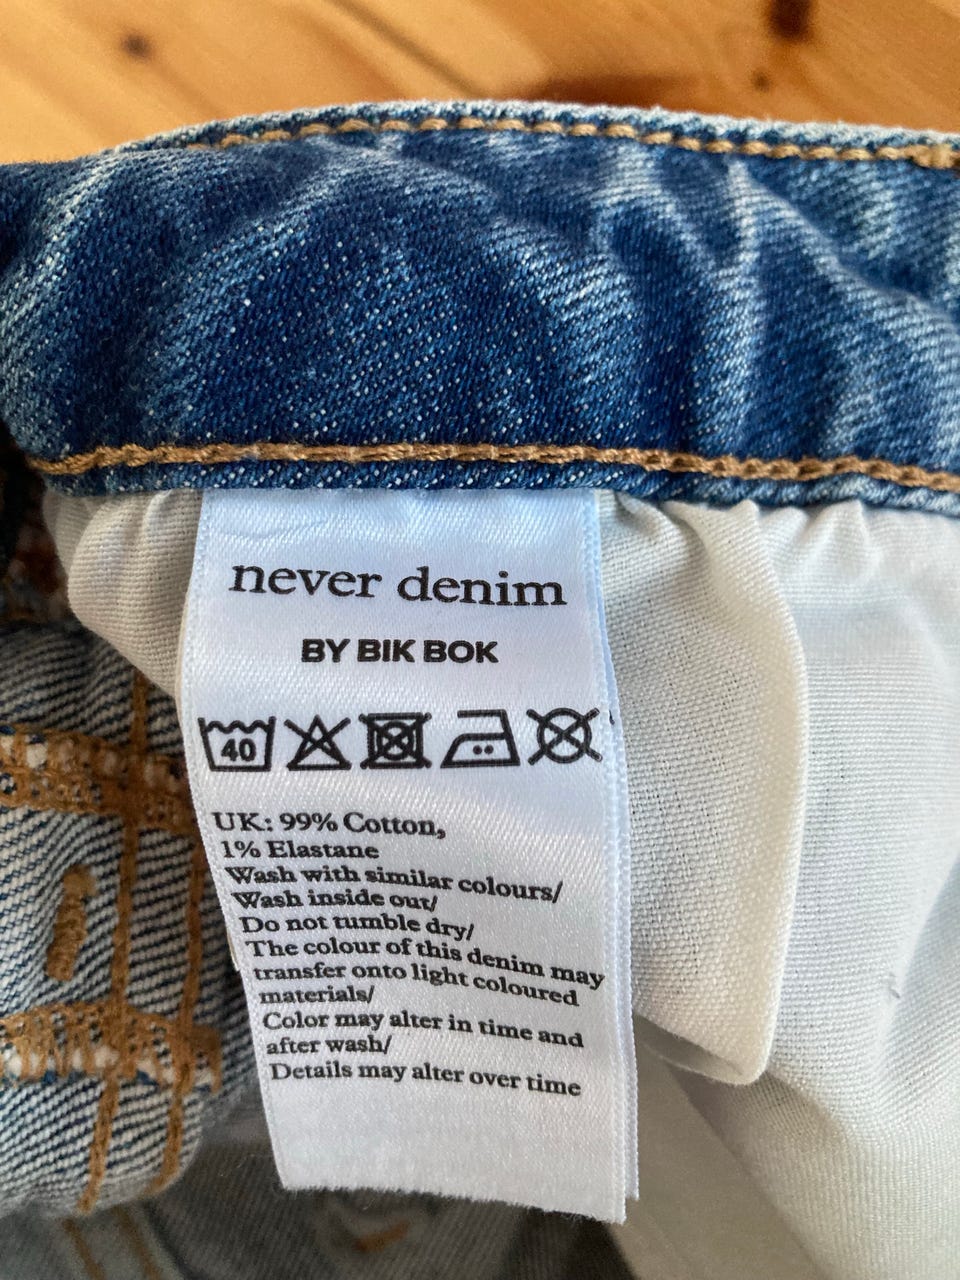 never denim
BY BIK BOK
40
UK: 99% Cotton,
1% Elastane
Wash with similar colours/
Wash inside out/
Do not tumble dry/
The colour of this denim may
transfer onto light coloured
materials/
Color may alter in time and
after wash/
Details may alter over time